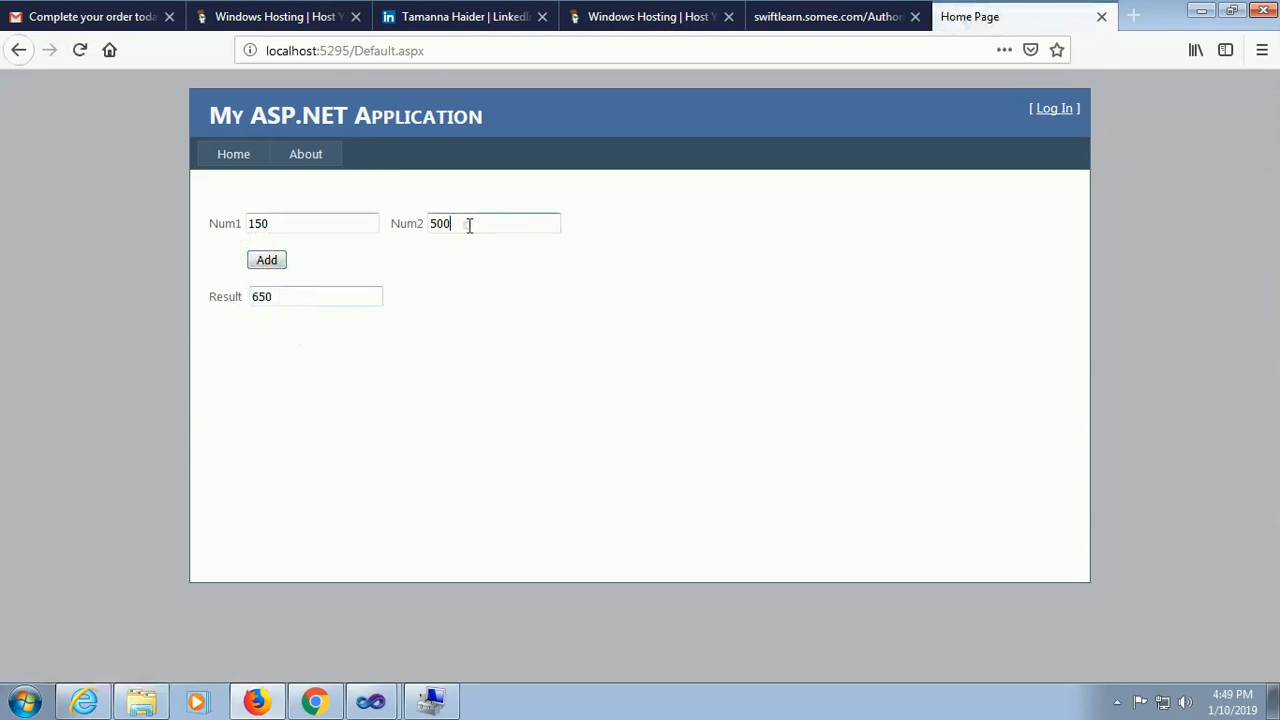 Complete your order toda
Windows Hosting | Host Y
Tamanna Haider | LinkedIn
Windows Hosting | Host Y
swiftlearn.somee.com/Author
Home Page
localhost:5295/Default.aspx
My ASP.NET Application
[ Log In ]
Home About
Num1 150 Num2 500
Add
Result 650
4:49 PM
1/10/2019